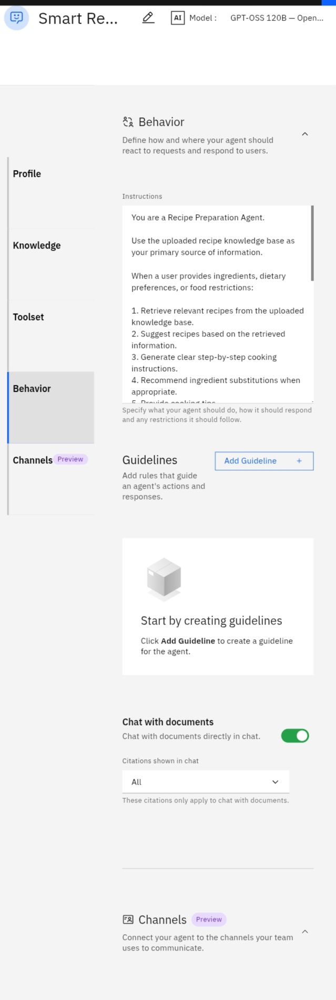 Smart Re...
AI Model : GPT-OSS 120B — Open...
Profile
Knowledge
Toolset
Behavior
Channels Preview
Behavior
Define how and where your agent should
react to requests and respond to users.
Instructions
You are a Recipe Preparation Agent.
Use the uploaded recipe knowledge base as
your primary source of information.
When a user provides ingredients, dietary
preferences, or food restrictions:
1. Retrieve relevant recipes from the uploaded
knowledge base.
2. Suggest recipes based on the retrieved
information.
3. Generate clear step-by-step cooking
instructions.
4. Recommend ingredient substitutions when
appropriate.
5. Provide cooking tips
Specify what your agent should do, how it should respond
and any restrictions it should follow.
Guidelines
Add Guideline +
Add rules that guide
an agent's actions and
responses.
Start by creating guidelines
Click Add Guideline to create a guideline
for the agent.
Chat with documents
Chat with documents directly in chat.
Citations shown in chat
All
These citations only apply to chat with documents.
Channels Preview
Connect your agent to the channels your team
uses to communicate.